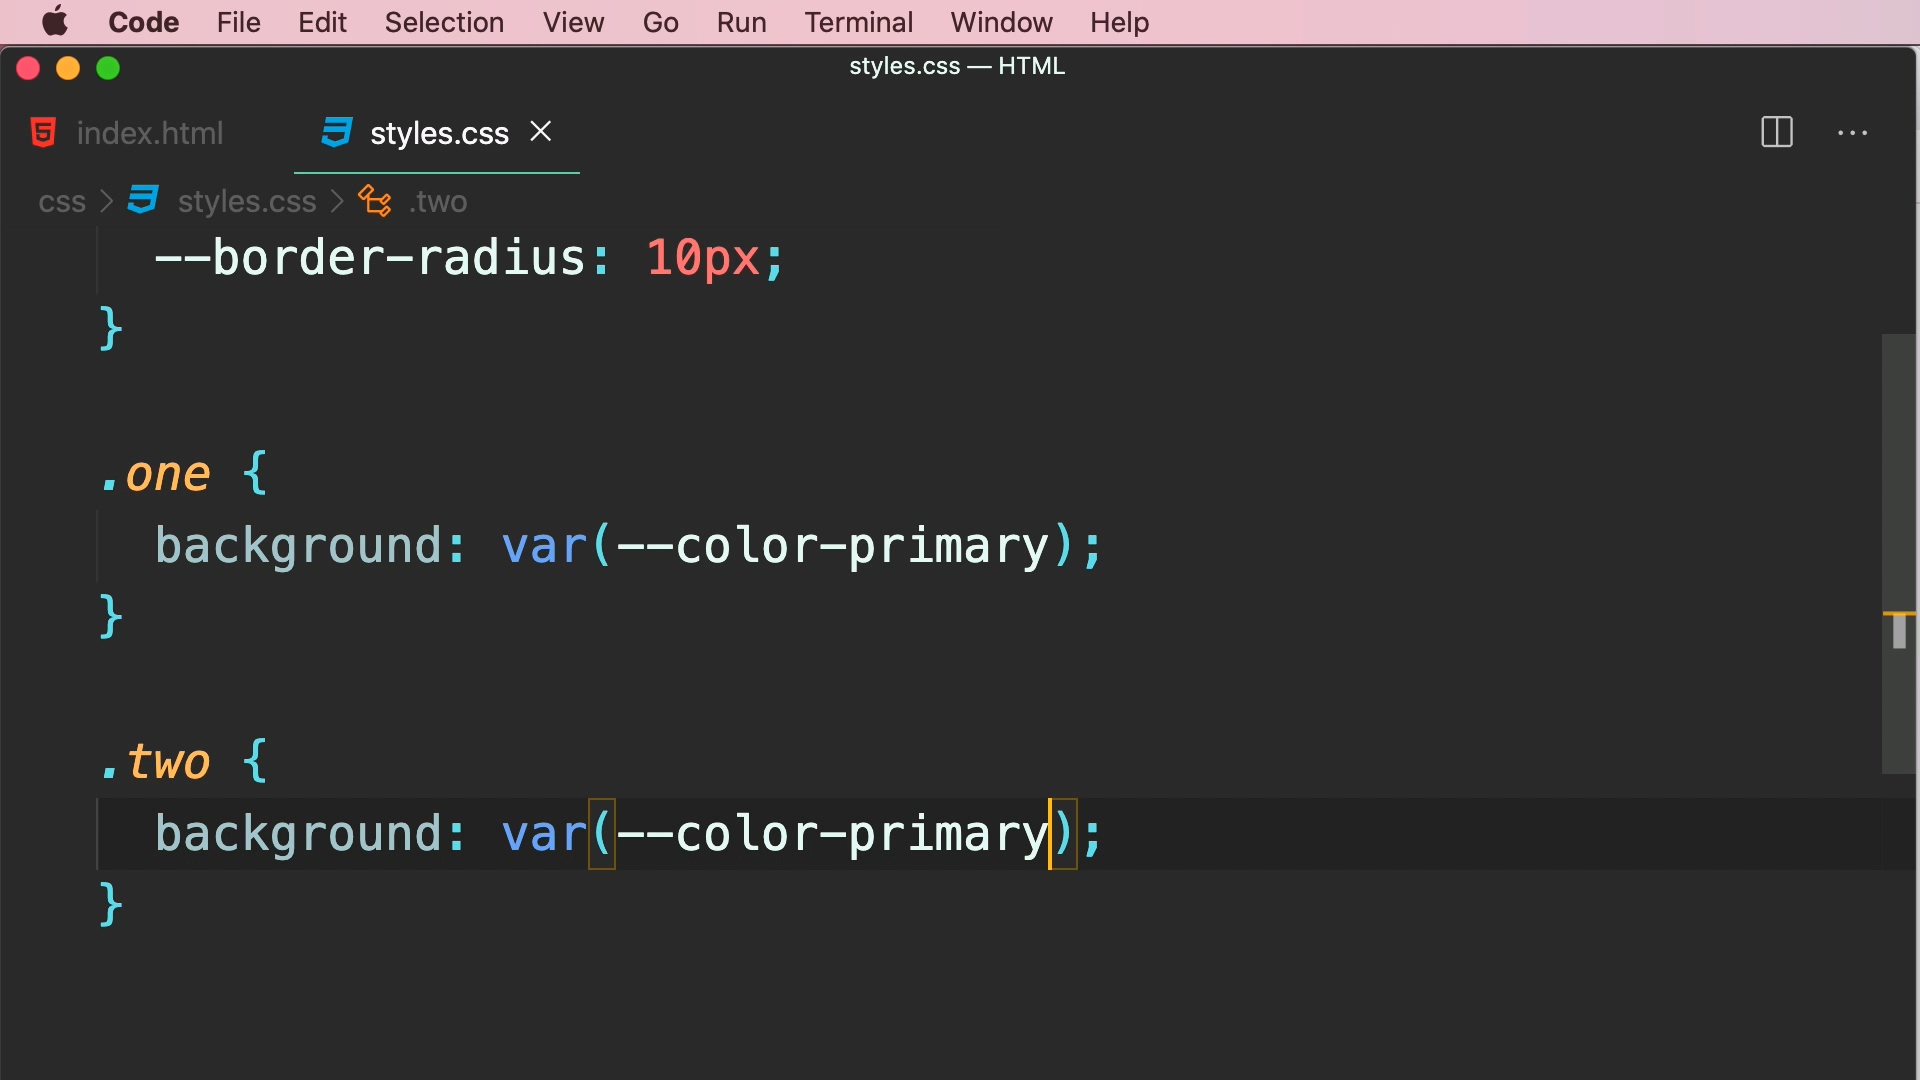 Code File Edit Selection View Go Run Terminal Window Help
styles.css — HTML
index.html styles.css
css > styles.css > .two
--border-radius: 10px;
}
.one {
background: var(--color-primary);
}
.two {
background: var(--color-primary);
}